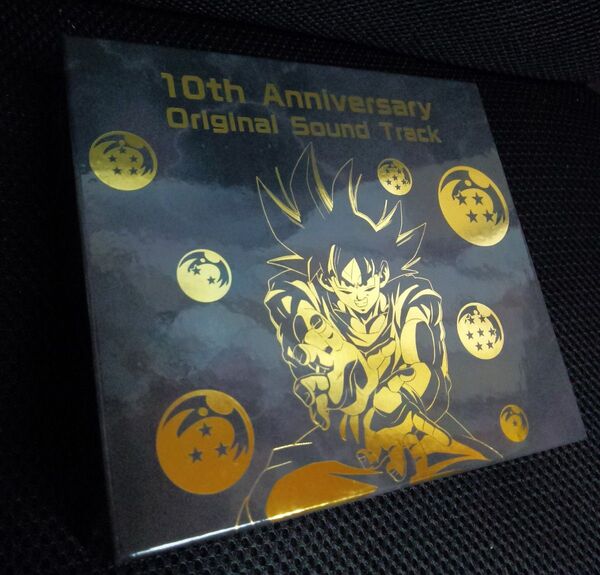 10th Anniversary
Original Sound Track